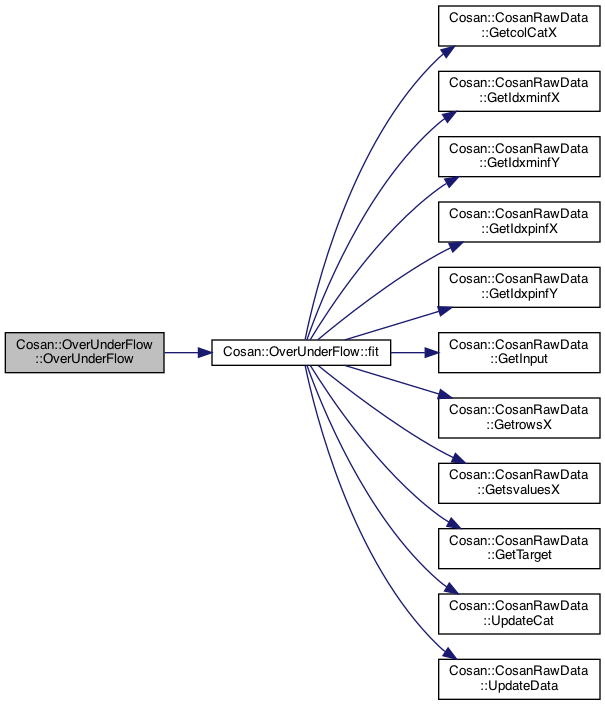 Cosan::OverUnderFlow
::OverUnderFlow
Cosan::OverUnderFlow::fit
Cosan::CosanRawData
::GetcolCatX
Cosan::CosanRawData
::GetIdxminfX
Cosan::CosanRawData
::GetIdxminfY
Cosan::CosanRawData
::GetIdxpinfX
Cosan::CosanRawData
::GetIdxpinfY
Cosan::CosanRawData
::GetInput
Cosan::CosanRawData
::GetrowsX
Cosan::CosanRawData
::GetsvaluesX
Cosan::CosanRawData
::GetTarget
Cosan::CosanRawData
::UpdateCat
Cosan::CosanRawData
::UpdateData